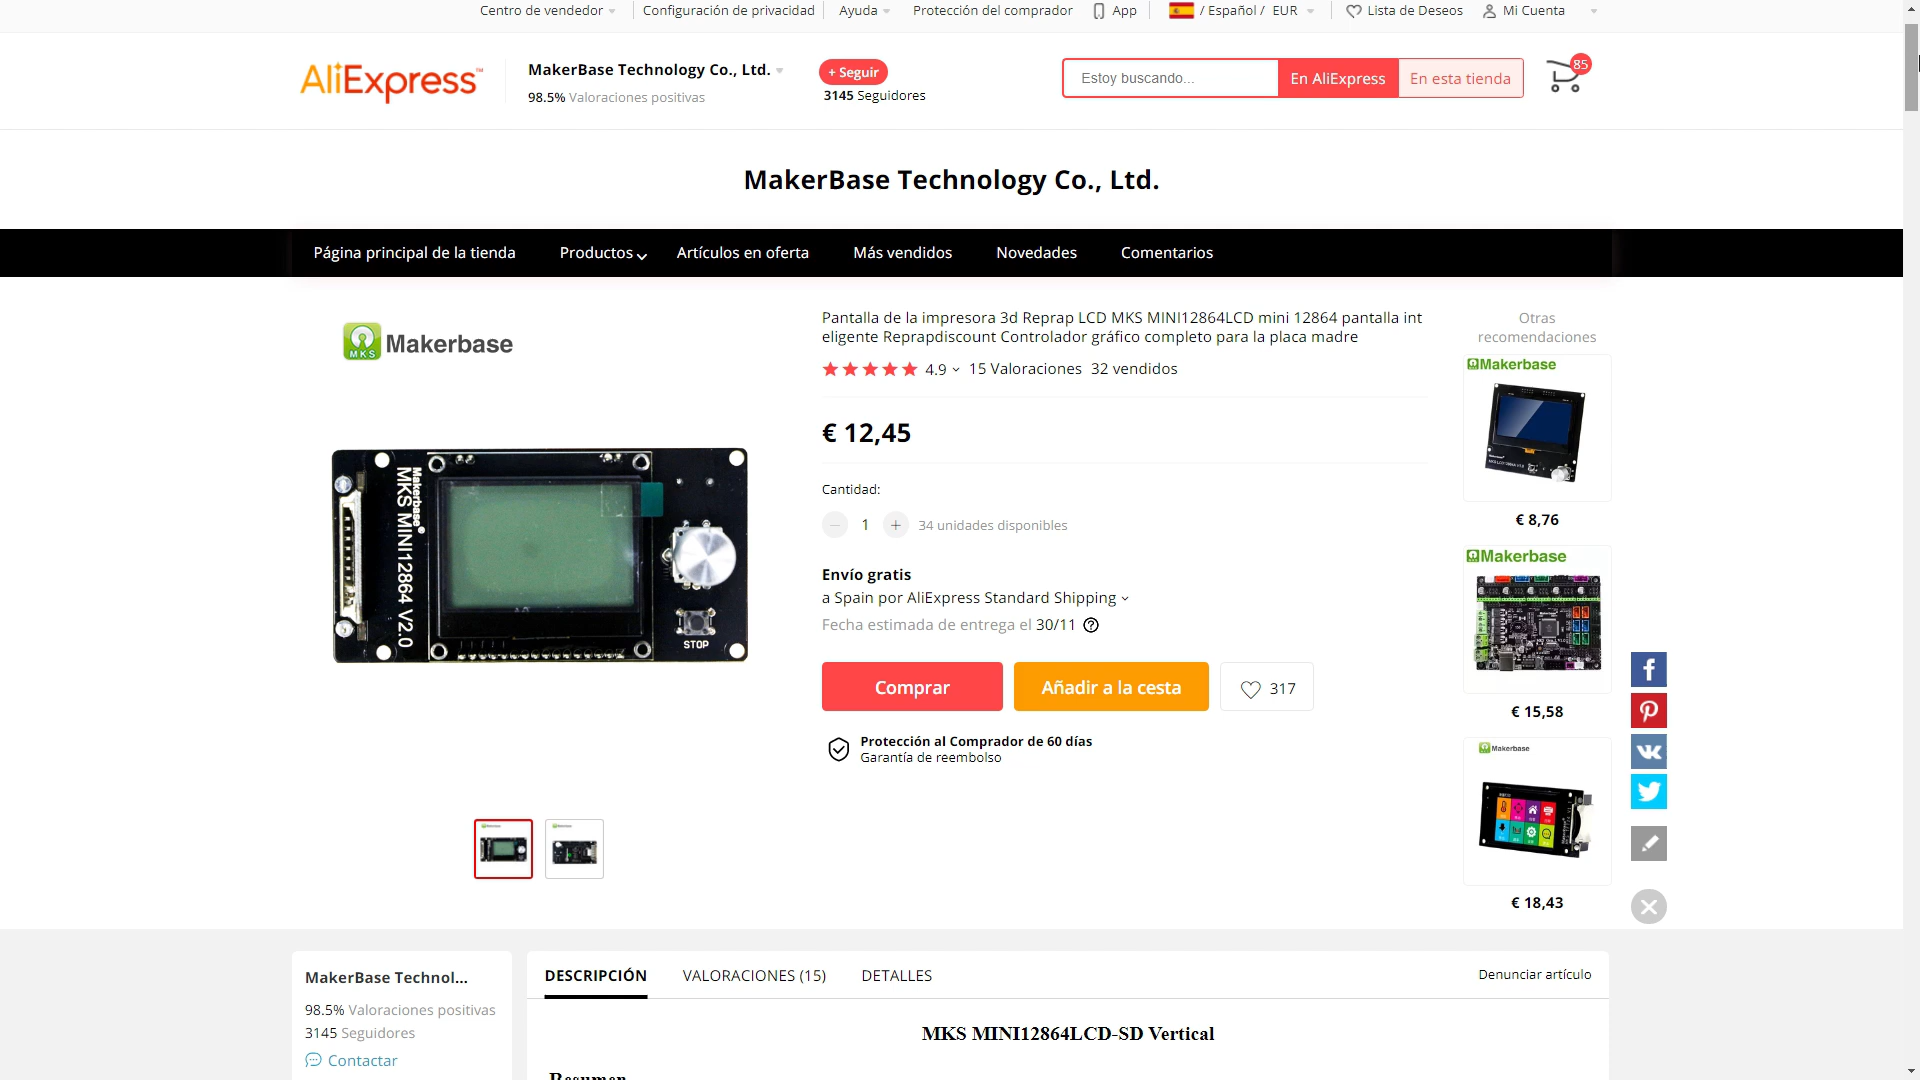 Centro de vendedor
Configuración de privacidad
Ayuda
Protección del comprador
App
/ Español / EUR
Lista de Deseos
Mi Cuenta
AliExpress™
MakerBase Technology Co., Ltd.
98.5% Valoraciones positivas
+ Seguir
3145 Seguidores
Estoy buscando...
En AliExpress
En esta tienda
85
MakerBase Technology Co., Ltd.
Página principal de la tienda
Productos
Artículos en oferta
Más vendidos
Novedades
Comentarios
MKS Makerbase
Makerbase®
MKS MINI12864 V2.0
STOP
Pantalla de la impresora 3d Reprap LCD MKS MINI12864LCD mini 12864 pantalla int
eligente Reprapdiscount Controlador gráfico completo para la placa madre
4.9
15 Valoraciones
32 vendidos
€ 12,45
Cantidad:
1
34 unidades disponibles
Envío gratis
a Spain por AliExpress Standard Shipping
Fecha estimada de entrega el 30/11
Comprar
Añadir a la cesta
317
Protección al Comprador de 60 días
Garantía de reembolso
Otras
recomendaciones
Makerbase
€ 8,76
Makerbase
€ 15,58
Makerbase
€ 18,43
MakerBase Technol...
98.5% Valoraciones positivas
3145 Seguidores
Contactar
DESCRIPCIÓN
VALORACIONES (15)
DETALLES
Denunciar artículo
MKS MINI12864LCD-SD Vertical
Resumen